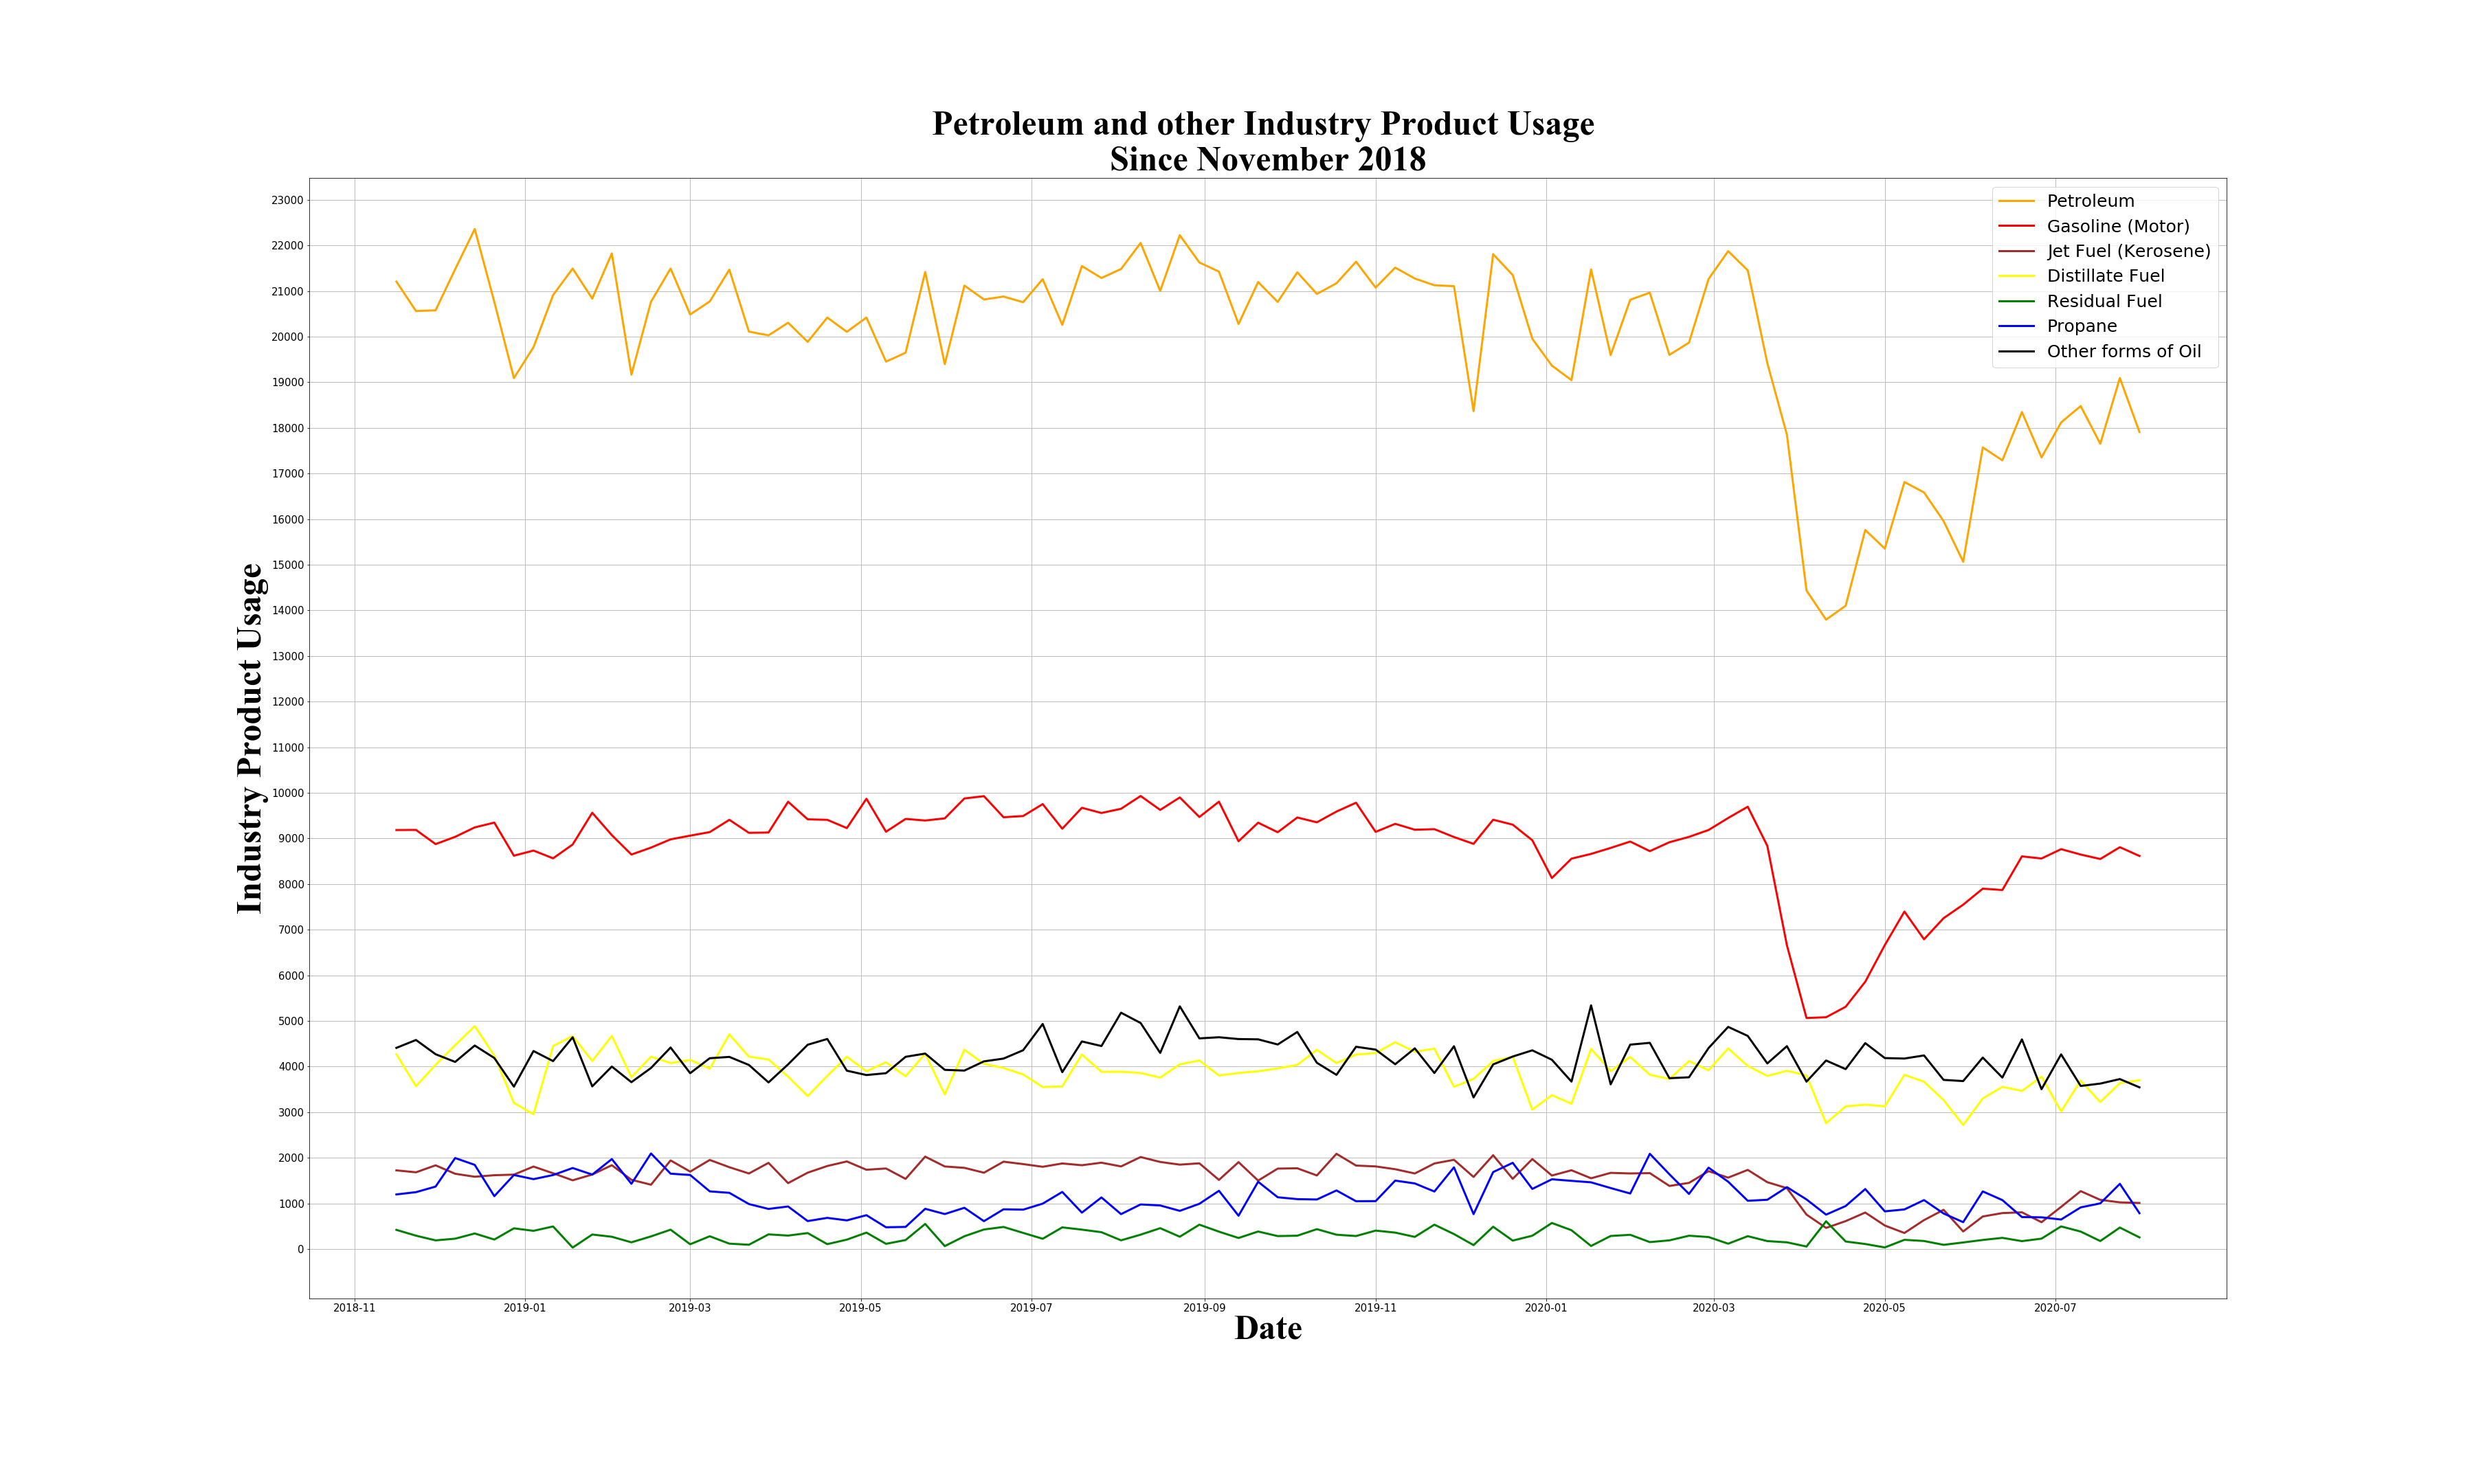 Petroleum and other Industry Product Usage
Since November 2018
Petroleum
Gasoline (Motor)
Jet Fuel (Kerosene)
Distillate Fuel
Residual Fuel
Propane
Other forms of Oil
Industry Product Usage
23000
22000
21000
20000
19000
18000
17000
16000
15000
14000
13000
12000
11000
10000
9000
8000
7000
6000
5000
4000
3000
2000
1000
0
2018-11 2019-01 2019-03 2019-05 2019-07 2019-09 2019-11 2020-01 2020-03 2020-05 2020-07
Date